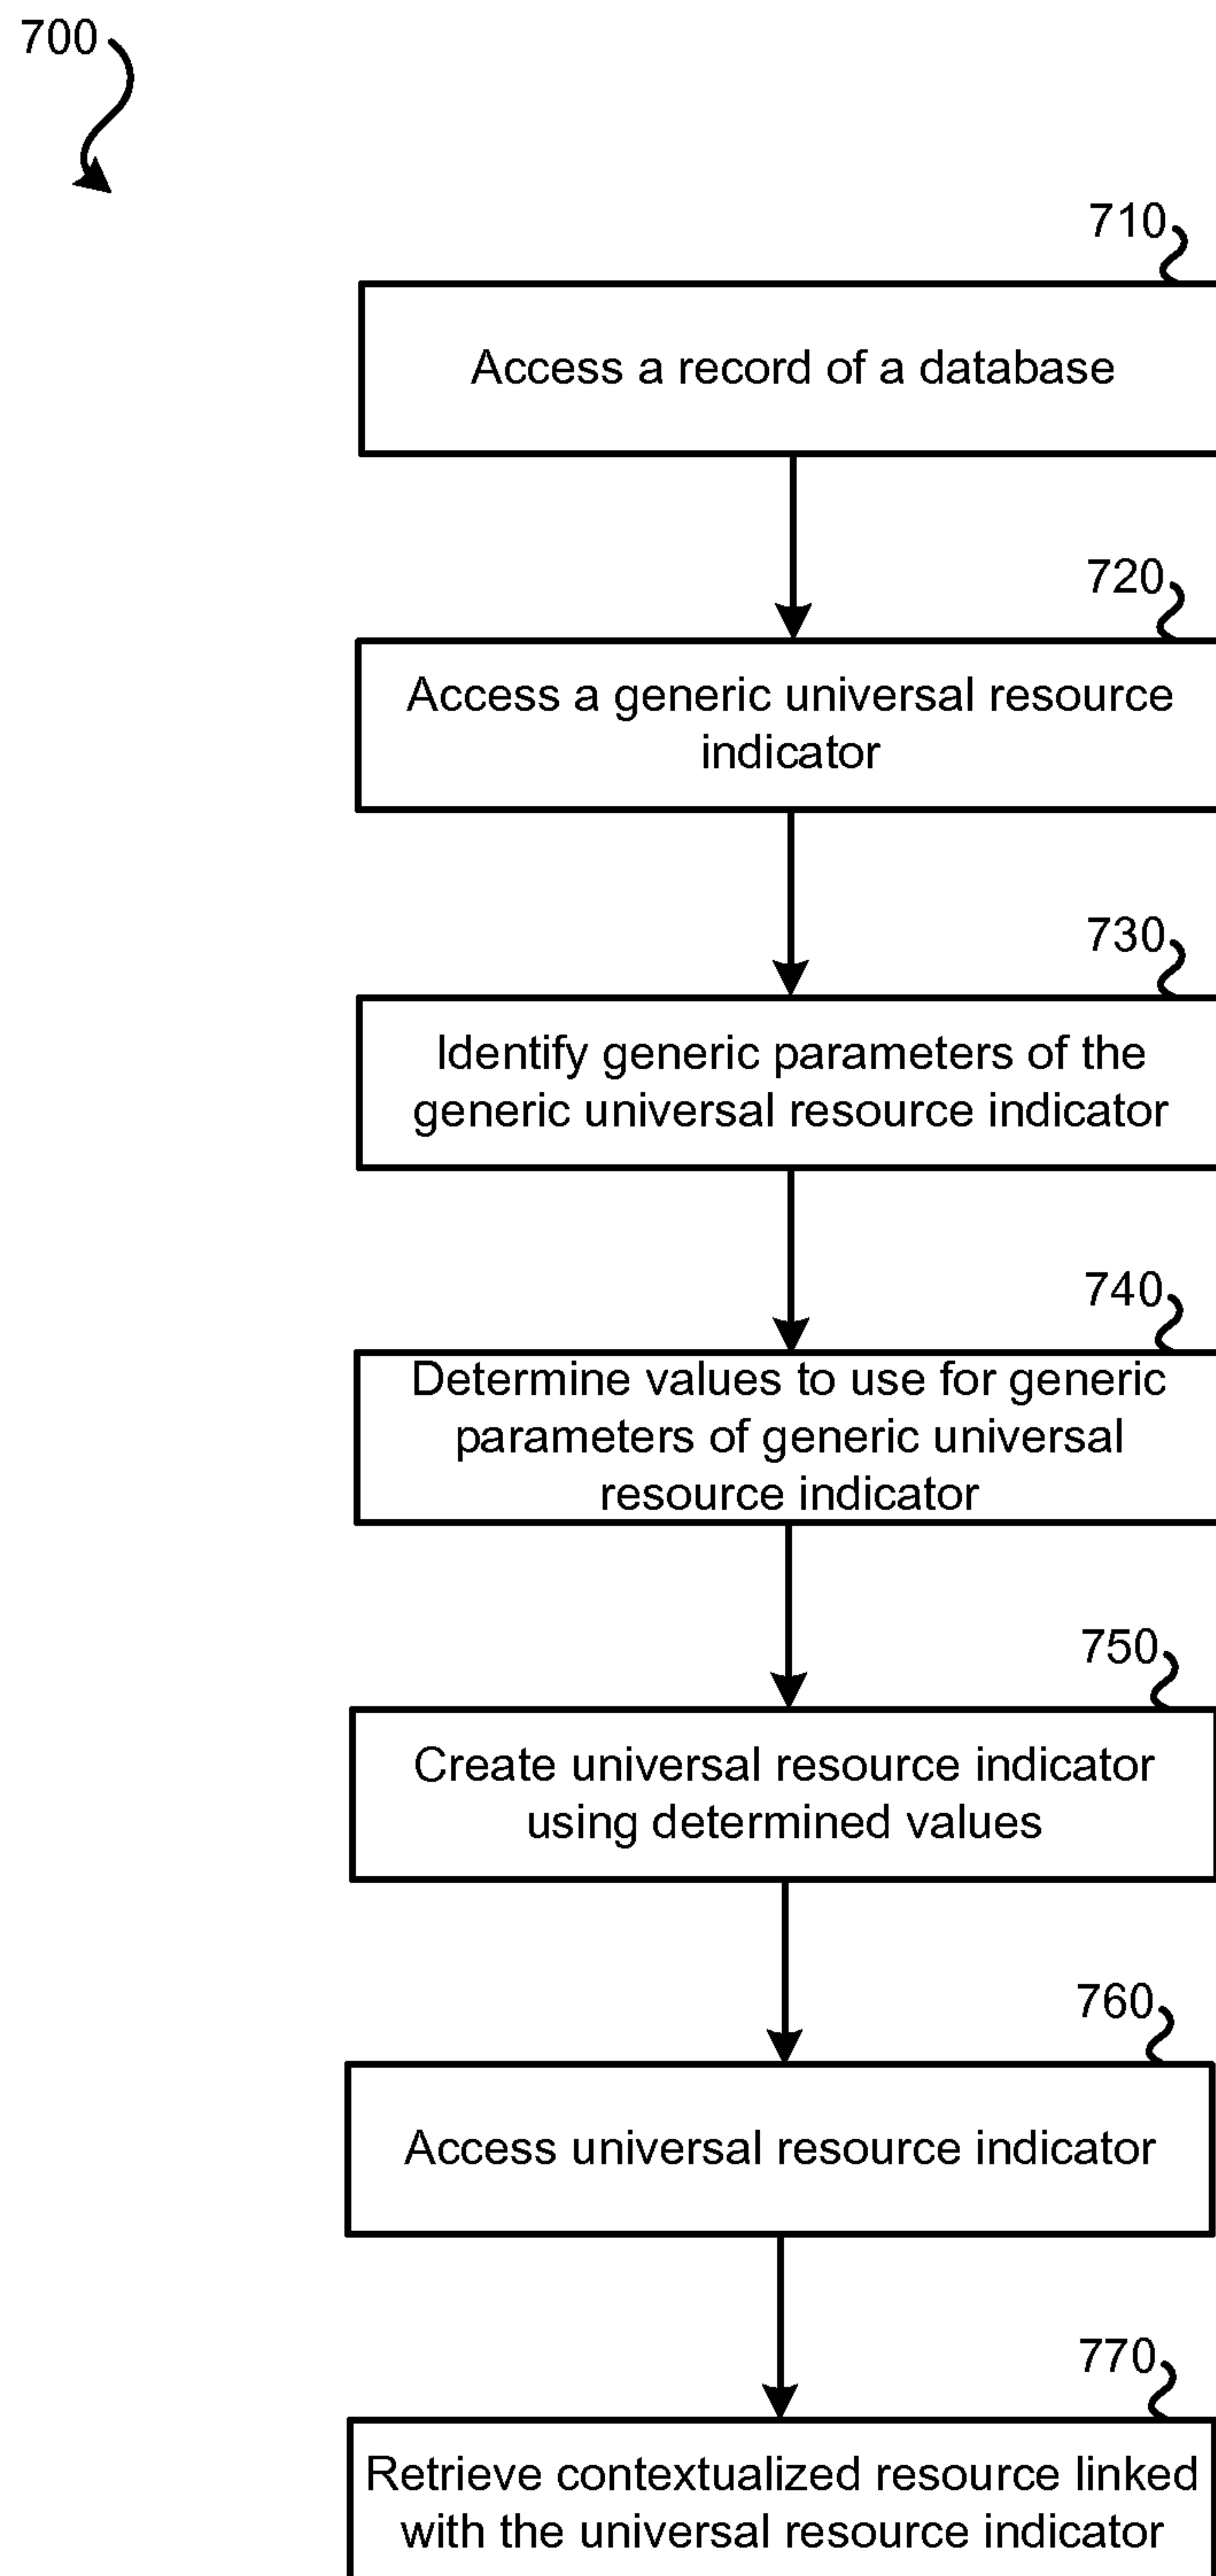 700
710
Access a record of a database
720
Access a generic universal resource
indicator
730
Identify generic parameters of the
generic universal resource indicator
740
Determine values to use for generic
parameters of generic universal
resource indicator
750
Create universal resource indicator
using determined values
760
Access universal resource indicator
770
Retrieve contextualized resource linked
with the universal resource indicator